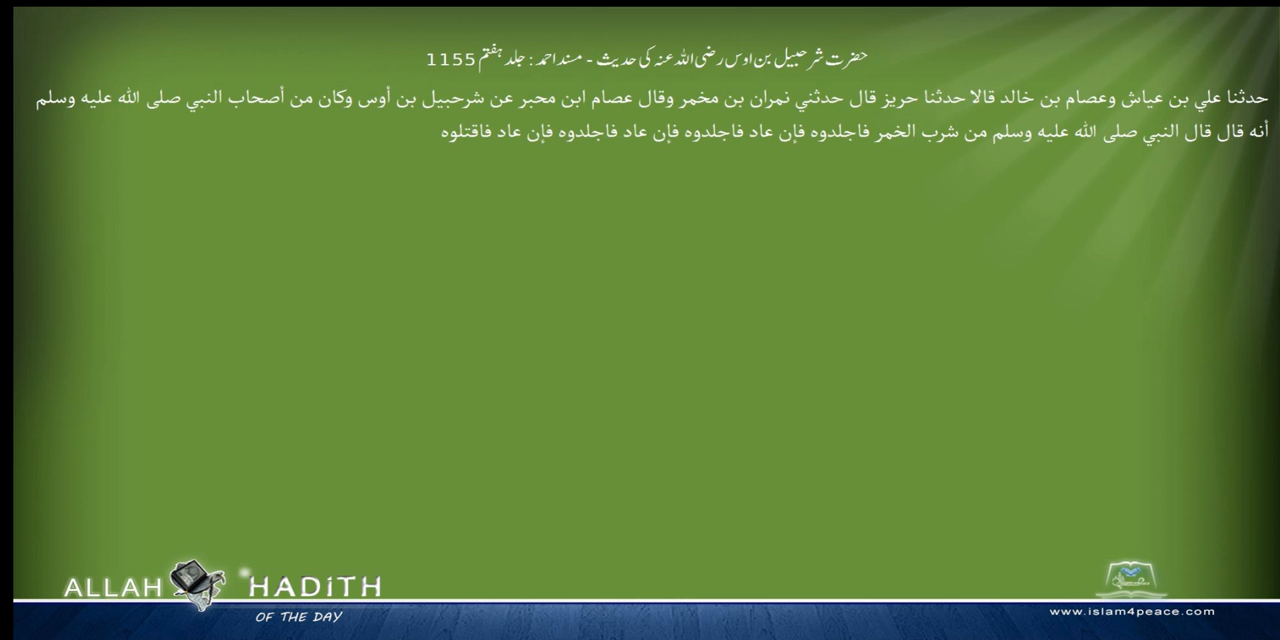 حضرت شرحبیل بن اوس رضی اللہ عنہ کی حدیث - مسند احمد : جلد ہفتم 1155
حدثنا علي بن عياش وعصام بن خالد قالا حدثنا حريز قال حدثني نمران بن مخمر وقال عصام ابن محبر عن شرحبيل بن أوس وكان من أصحاب النبي صلى الله عليه وسلم
أنه قال قال النبي صلى الله عليه وسلم من شرب الخمر فاجلدوه فإن عاد فاجلدوه فإن عاد فاجلدوه فإن عاد فاقتلوه
ALLAH HADITH
OF THE DAY
www.islam4peace.com